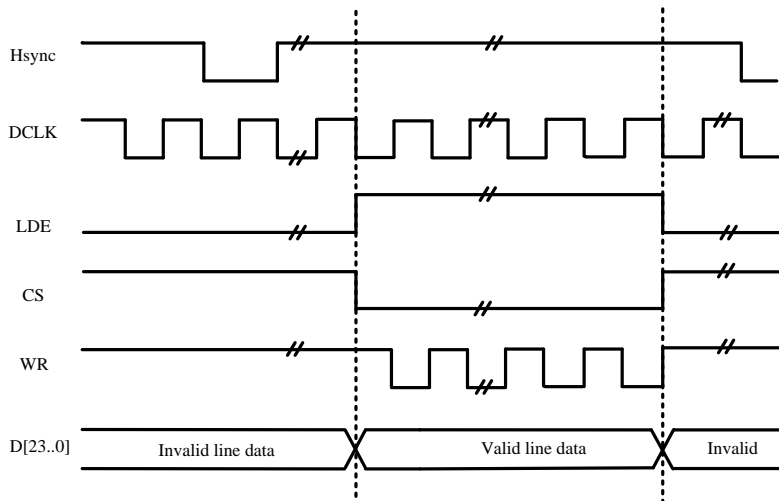 Hsync
DCLK
LDE
CS
WR
D[23..0]
Invalid line data
Valid line data
Invalid